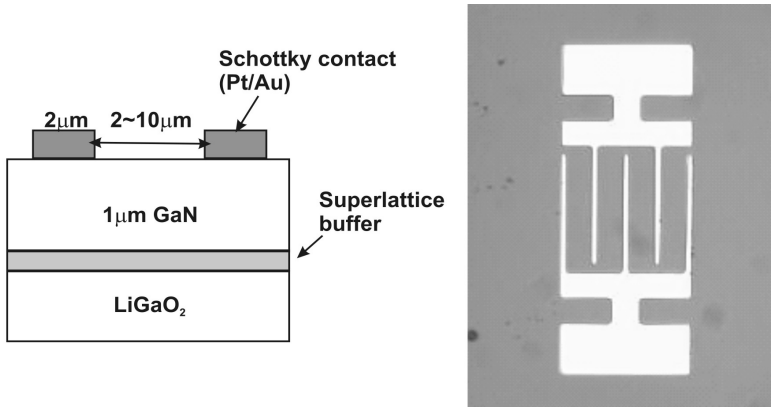 Schottky contact
(Pt/Au)
2μm
2~10μm
1μm GaN
Superlattice
buffer
LiGaO₂